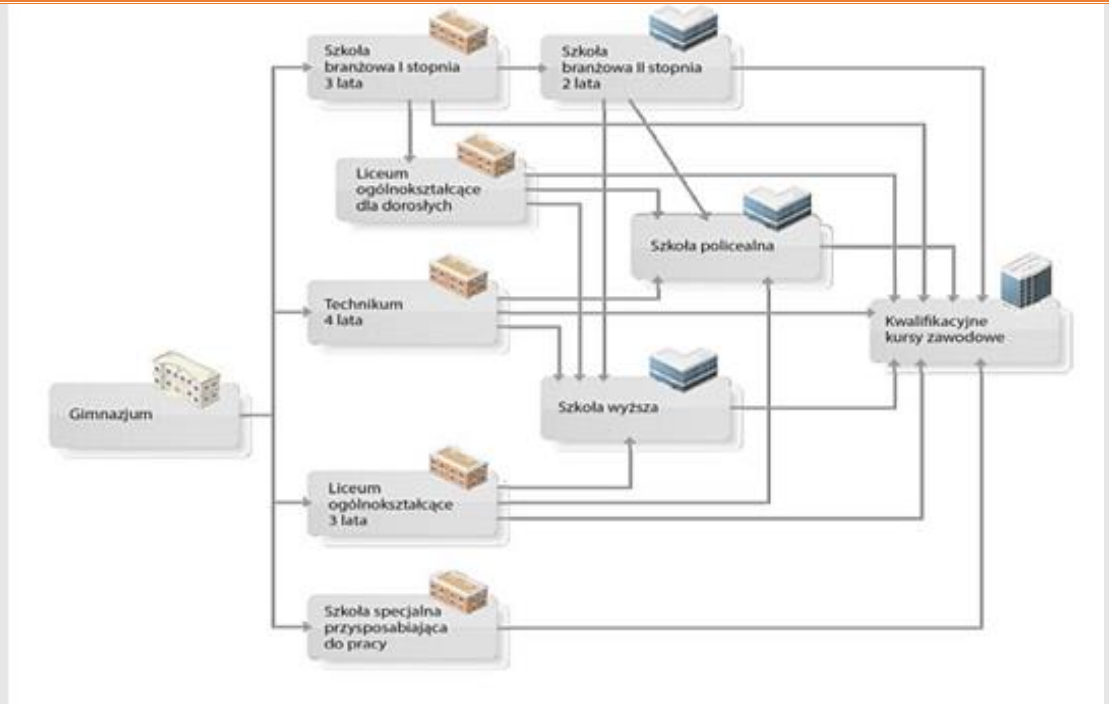 Szkoła
branżowa I stopnia
3 lata
Szkoła
branżowa II stopnia
2 lata
Liceum
ogólnokształcące
dla dorosłych
Szkoła policealna
Technikum
4 lata
Kwalifikacyjne
kursy zawodowe
Gimnazjum
Szkoła wyższa
Liceum
ogólnokształcące
3 lata
Szkoła specjalna
przysposabiająca
do pracy